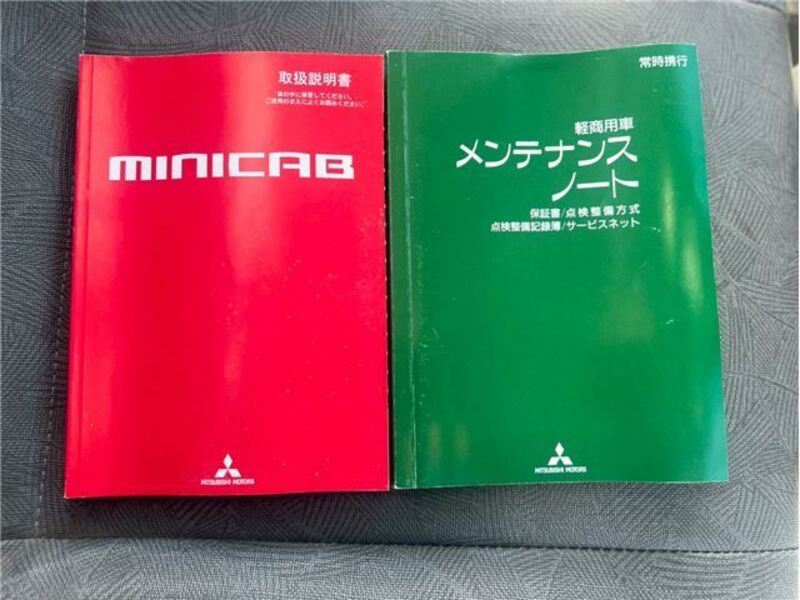 取扱説明書
車の中に保管してください。
ご使用のまえによくお読みください。
MINICAB
MITSUBISHI MOTORS
常時携行
軽商用車
メンテナンス
ノート
保証書/点検整備方式
点検整備記録簿/サービスネット
MITSUBISHI MOTORS